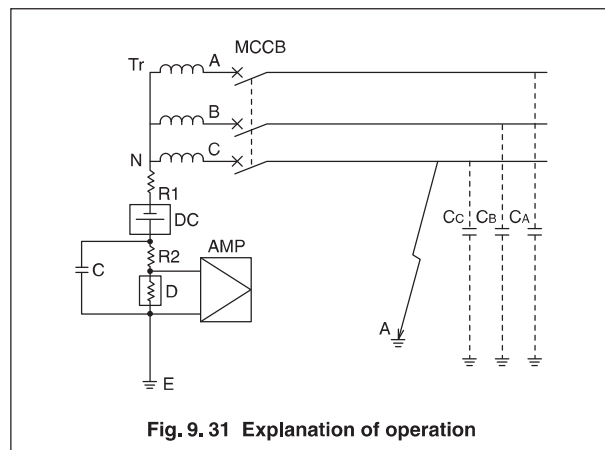 Tr
A
MCCB
B
N
C
R1
DC
R2
AMP
C
D
E
A
CC
CB
CA
Fig. 9. 31 Explanation of operation